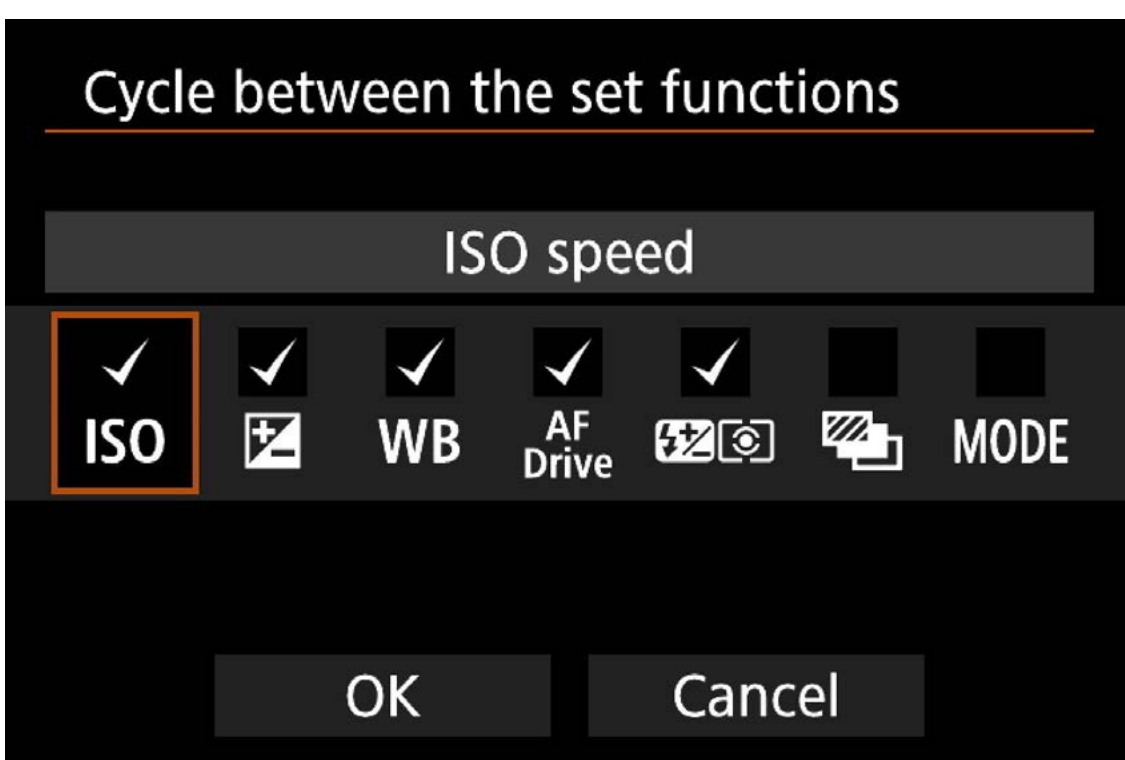 Cycle between the set functions
ISO speed
ISO WB AF Drive MODE
OK Cancel